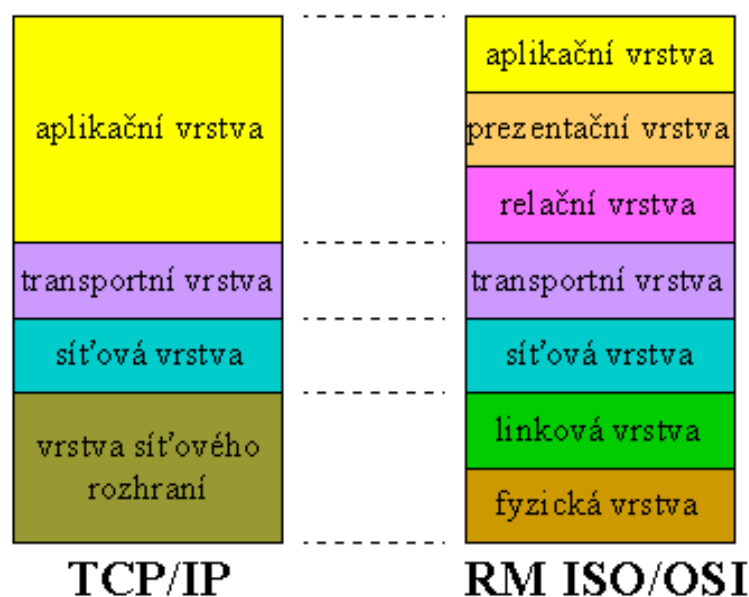 aplikační vrstva
transportní vrstva
síťová vrstva
vrstva síťového
rozhraní
TCP/IP
aplikační vrstva
prezentační vrstva
relační vrstva
transportní vrstva
síťová vrstva
linková vrstva
fyzická vrstva
RM ISO/OSI